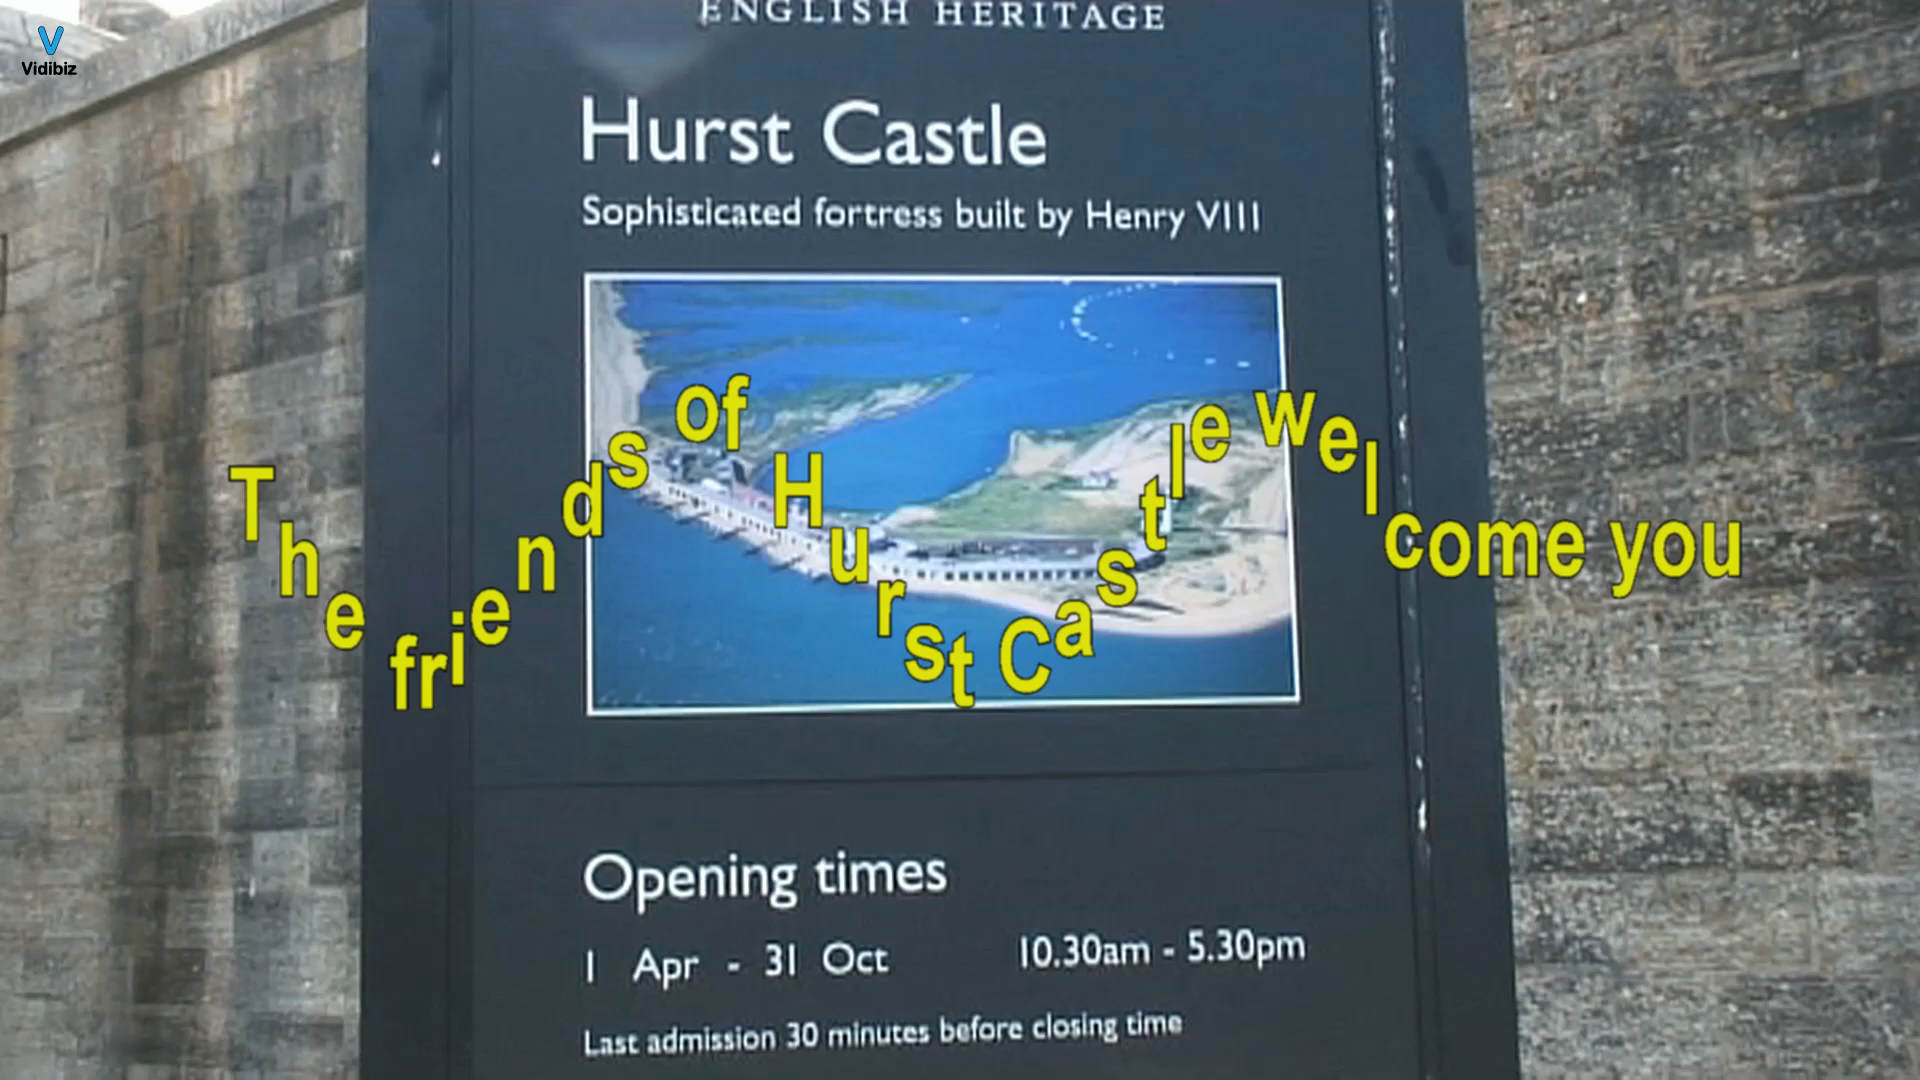 ENGLISH HERITAGE
V
Vidibiz
Hurst Castle
Sophisticated fortress built by Henry VIII
The friends of Hurst Castle welcome you
Opening times
1 Apr - 31 Oct 10.30am - 5.30pm
Last admission 30 minutes before closing time